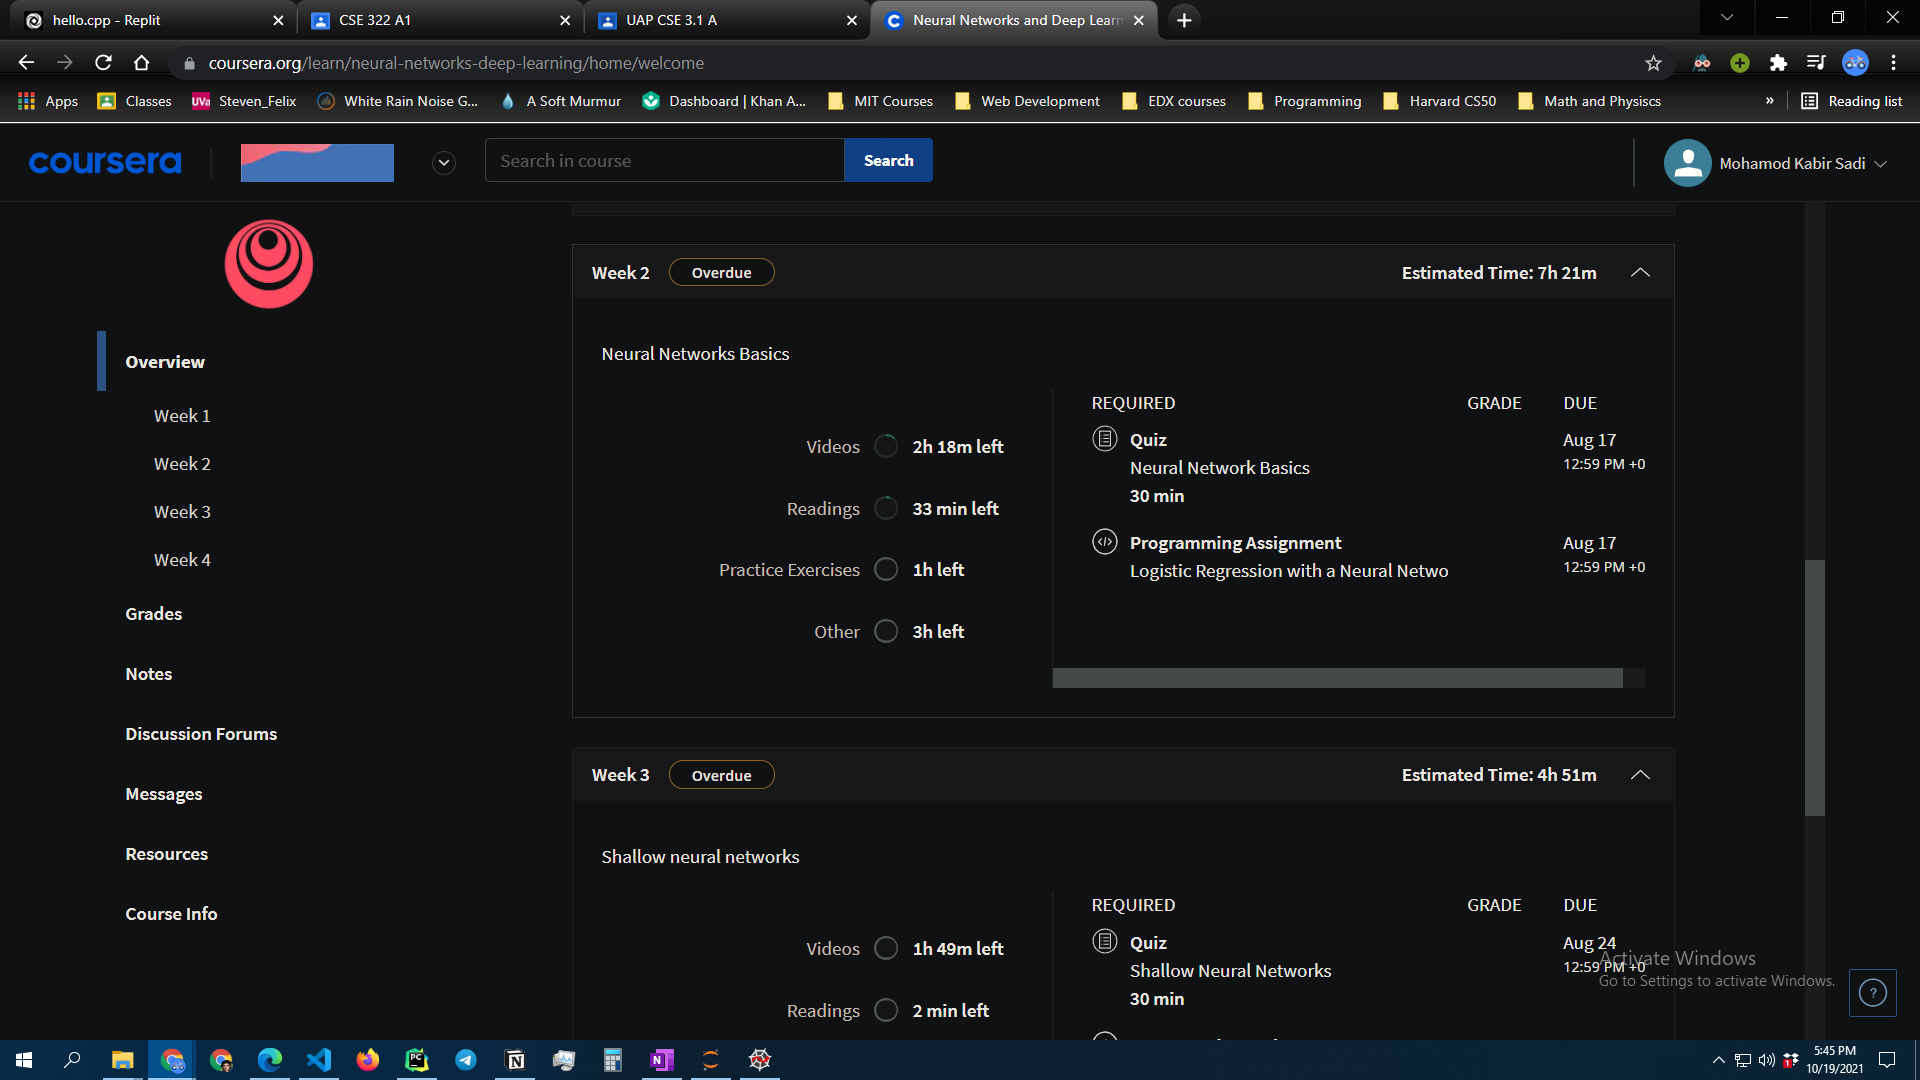 hello.cpp - Replit
CSE 322 A1
UAP CSE 3.1 A
Neural Networks and Deep Lear
coursera.org/learn/neural-networks-deep-learning/home/welcome
Apps
Classes
Steven_Felix
White Rain Noise G...
A Soft Murmur
Dashboard | Khan A...
MIT Courses
Web Development
EDX courses
Programming
Harvard CS50
Math and Physiscs
»
Reading list
coursera
Search in course
Search
Mohamod Kabir Sadi
Overview
Week 1
Week 2
Week 3
Week 4
Grades
Notes
Discussion Forums
Messages
Resources
Course Info
Week 2
Overdue
Estimated Time: 7h 21m
Neural Networks Basics
Videos 2h 18m left
Readings 33 min left
Practice Exercises 1h left
Other 3h left
REQUIRED GRADE DUE
Quiz Aug 17
Neural Network Basics 12:59 PM +0
30 min
Programming Assignment Aug 17
Logistic Regression with a Neural Netwo 12:59 PM +0
Week 3
Overdue
Estimated Time: 4h 51m
Shallow neural networks
Videos 1h 49m left
Readings 2 min left
REQUIRED GRADE DUE
Quiz Aug 24
Shallow Neural Networks 12:59 PM +0
30 min
Activate Windows
Go to Settings to activate Windows.
5:45 PM
10/19/2021